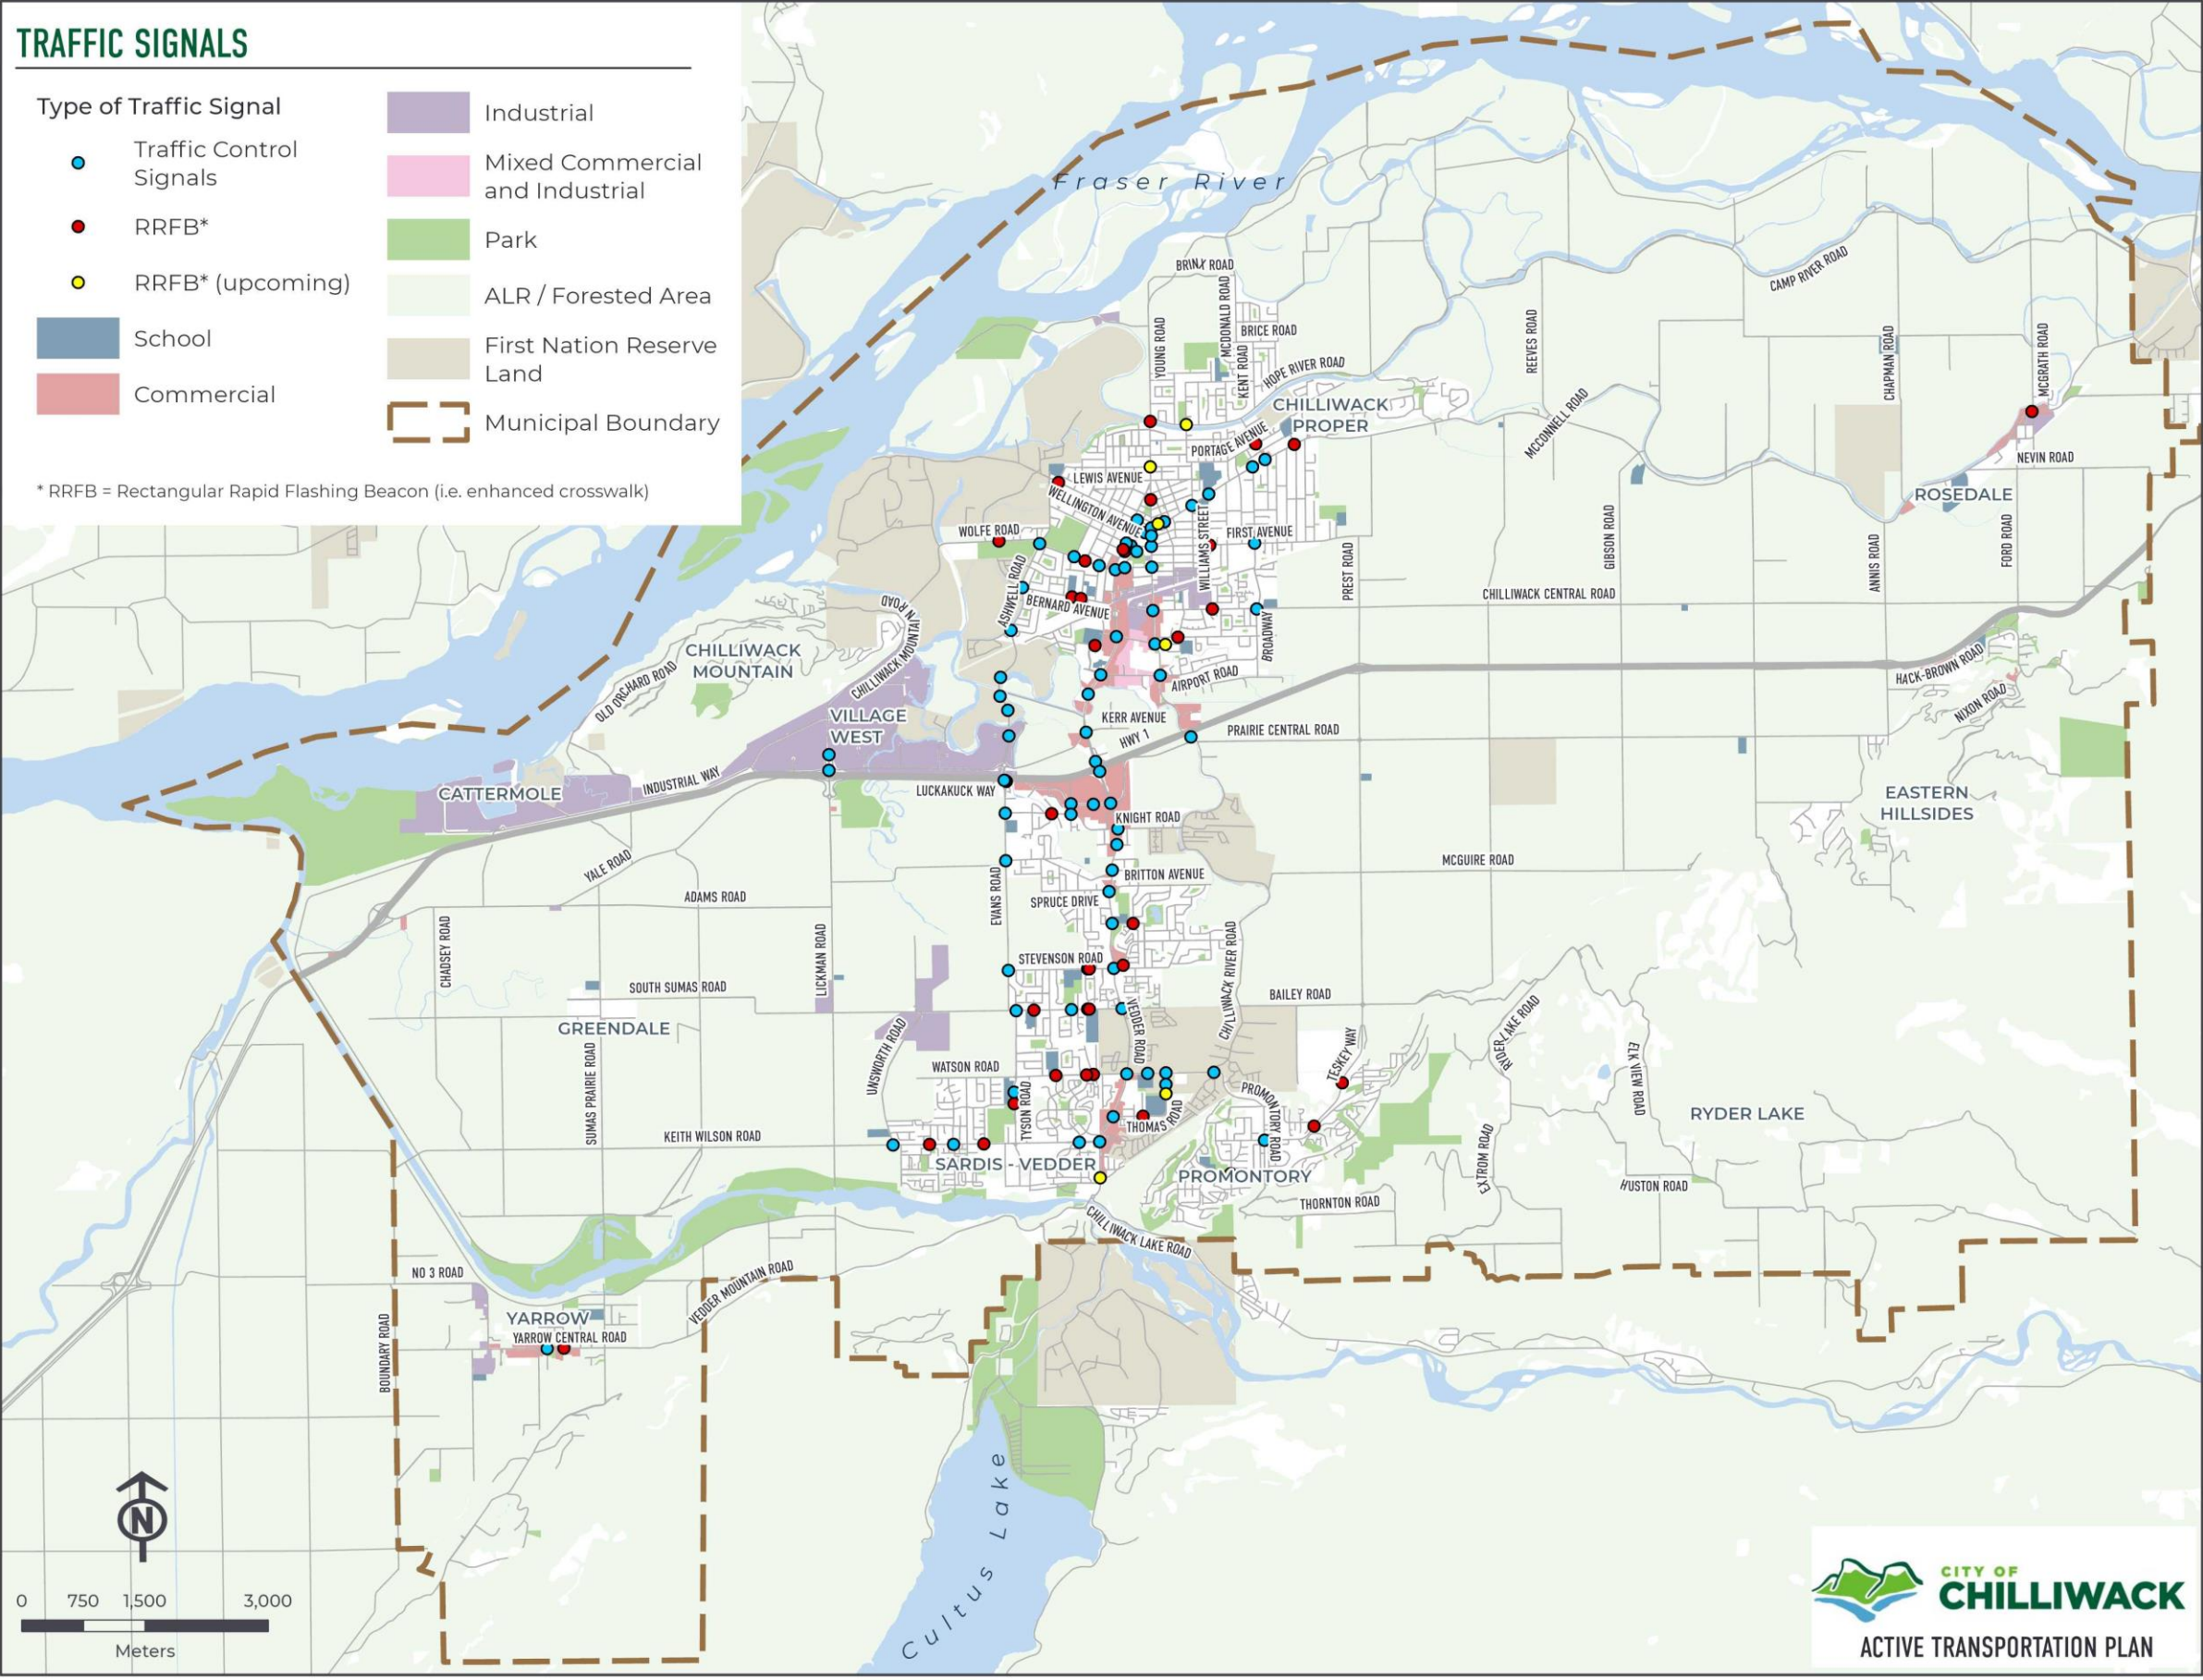 TRAFFIC SIGNALS
Type of Traffic Signal
Traffic Control
Signals
RRFB*
RRFB* (upcoming)
School
Commercial
Industrial
Mixed Commercial
and Industrial
Park
ALR / Forested Area
First Nation Reserve
Land
Municipal Boundary
* RRFB = Rectangular Rapid Flashing Beacon (i.e. enhanced crosswalk)
Fraser River
BRINX ROAD
CAMP RIVER ROAD
YOUNG ROAD
MCDONALD ROAD
BRICE ROAD
KENT ROAD
HOPE RIVER ROAD
REEVES ROAD
CHAPMAN ROAD
MCGRATH ROAD
CHILLIWACK
PROPER
PORTAGE AVENUE
MCCONNELL ROAD
NEVIN ROAD
ROSEDALE
LEWIS AVENUE
WELLINGTON AVENUE
WOLFE ROAD
WILLIAMS STREET
FIRST AVENUE
PREST ROAD
GIBSON ROAD
ANNIS ROAD
FORD ROAD
ASHWELL ROAD
BERNARD AVENUE
CHILLIWACK CENTRAL ROAD
BROADWAY
CHILLIWACK
MOUNTAIN
CHILLIWACK MOUNTAIN N ROAD
OLD ORCHARD ROAD
AIRPORT ROAD
HACK-BROWN ROAD
NIXON ROAD
VILLAGE
WEST
KERR AVENUE
HWY 1
PRAIRIE CENTRAL ROAD
CATTERMOLE
INDUSTRIAL WAY
LUCKAKUCK WAY
KNIGHT ROAD
EASTERN
HILLSIDES
YALE ROAD
ADAMS ROAD
EVANS ROAD
BRITTON AVENUE
SPRUCE DRIVE
MCGUIRE ROAD
CHADSEY ROAD
LICKMAN ROAD
STEVENSON ROAD
CHILLIWACK RIVER ROAD
SOUTH SUMAS ROAD
BAILEY ROAD
GREENDALE
SUMAS PRAIRIE ROAD
UNSWORTH ROAD
VEDDER ROAD
WATSON ROAD
TYSON ROAD
THOMAS ROAD
PROMONTORY ROAD
TESKEY WAY
RYDER LAKE ROAD
ELK VIEW ROAD
RYDER LAKE
KEITH WILSON ROAD
SARDIS - VEDDER
PROMONTORY
EXTROM ROAD
HUSTON ROAD
THORNTON ROAD
CHILLIWACK LAKE ROAD
NO 3 ROAD
VEDDER MOUNTAIN ROAD
YARROW
YARROW CENTRAL ROAD
BOUNDARY ROAD
Cultus Lake
N
0 750 1,500 3,000
Meters
CITY OF
CHILLIWACK
ACTIVE TRANSPORTATION PLAN